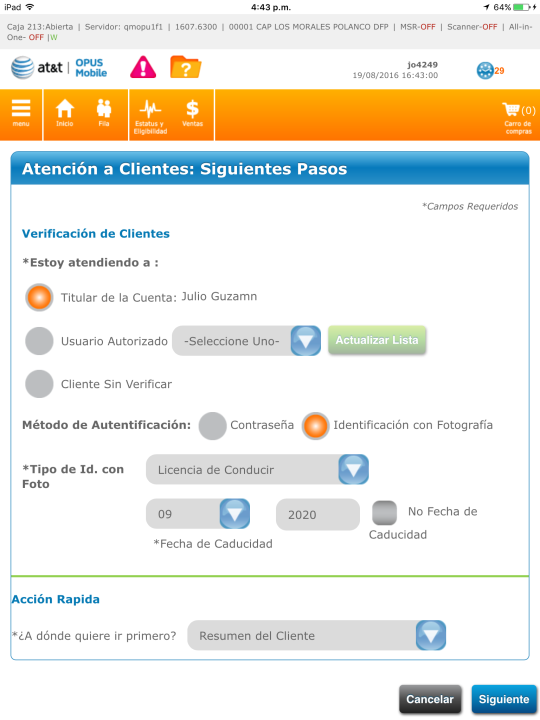 iPad 4:43 p.m. 64%
Caja 213:Abierta | Servidor: qmopu1f1 | 1607.6300 | 00001 CAP LOS MORALES POLANCO DFP | MSR-OFF | Scanner-OFF | All-in-
One- OFF |W
at&t | OPUS Mobile
jo4249
19/08/2016 16:43:00
29
menu Inicio Fila Estatus y Elegibilidad Ventas (0) Carro de compras
Atención a Clientes: Siguientes Pasos
*Campos Requeridos
Verificación de Clientes
*Estoy atendiendo a :
Titular de la Cuenta: Julio Guzamn
Usuario Autorizado -Seleccione Uno- Actualizar Lista
Cliente Sin Verificar
Método de Autentificación: Contraseña Identificación con Fotografía
*Tipo de Id. con Foto Licencia de Conducir
09 2020 No Fecha de Caducidad
*Fecha de Caducidad
Acción Rapida
*¿A dónde quiere ir primero? Resumen del Cliente
Cancelar Siguiente